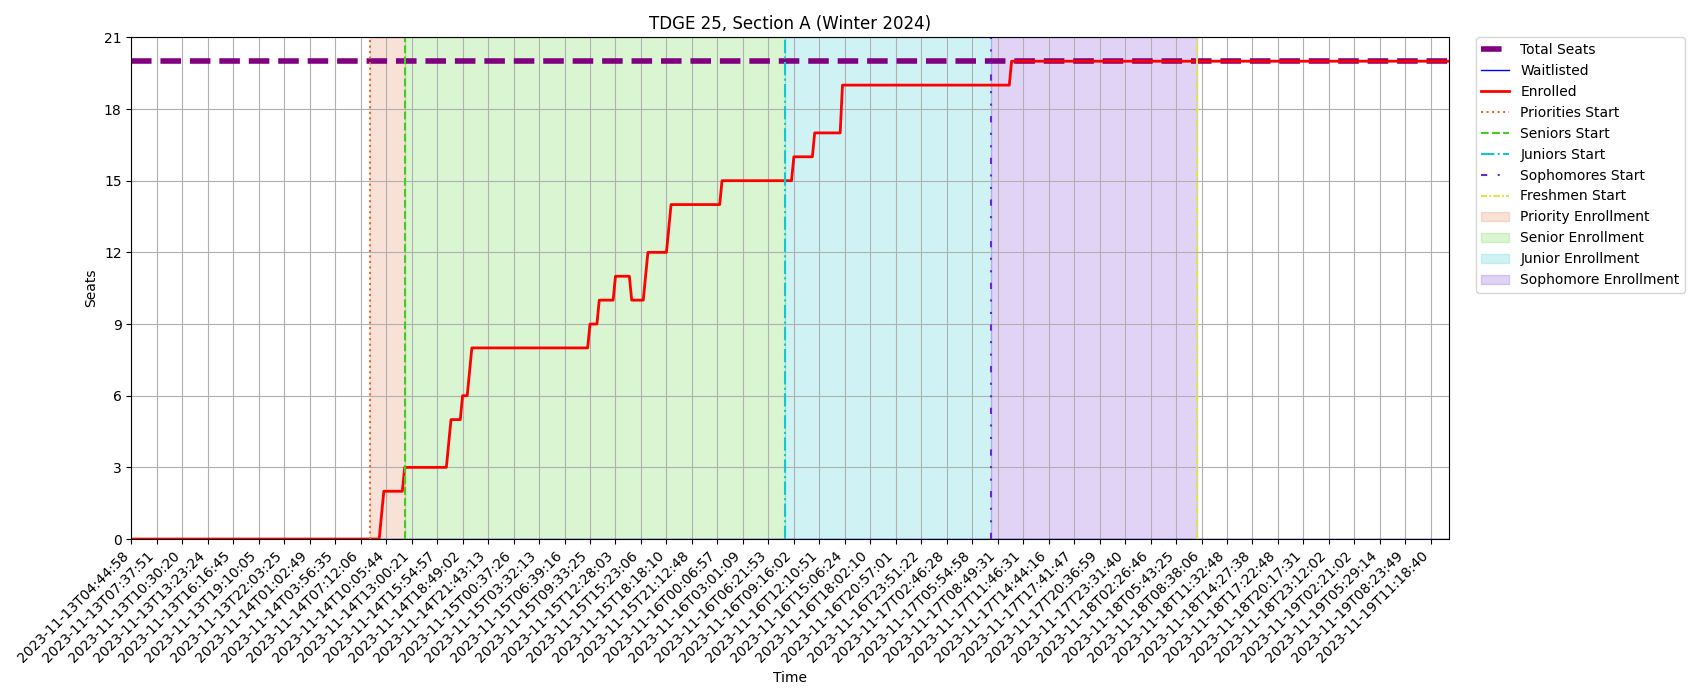 TDGE 25, Section A (Winter 2024)
Seats
21
18
15
12
9
6
3
0
2023-11-13T04:44:58
2023-11-13T07:37:51
2023-11-13T10:30:20
2023-11-13T13:23:24
2023-11-13T16:16:45
2023-11-13T19:10:05
2023-11-13T22:03:25
2023-11-14T01:02:49
2023-11-14T03:56:35
2023-11-14T07:12:06
2023-11-14T10:05:44
2023-11-14T13:00:21
2023-11-14T15:54:57
2023-11-14T18:49:02
2023-11-14T21:43:13
2023-11-15T00:37:26
2023-11-15T03:32:13
2023-11-15T06:39:16
2023-11-15T09:33:25
2023-11-15T12:28:03
2023-11-15T15:23:06
2023-11-15T18:18:10
2023-11-15T21:12:48
2023-11-16T00:06:57
2023-11-16T03:01:09
2023-11-16T06:21:53
2023-11-16T09:16:02
2023-11-16T12:10:51
2023-11-16T15:06:24
2023-11-16T18:02:10
2023-11-16T20:57:01
2023-11-16T23:51:22
2023-11-17T02:46:28
2023-11-17T05:54:58
2023-11-17T08:49:31
2023-11-17T11:46:31
2023-11-17T14:44:16
2023-11-17T17:41:47
2023-11-17T20:36:59
2023-11-17T23:31:40
2023-11-18T02:26:46
2023-11-18T05:43:25
2023-11-18T08:38:06
2023-11-18T11:32:48
2023-11-18T14:27:38
2023-11-18T17:22:48
2023-11-18T20:17:31
2023-11-18T23:12:02
2023-11-19T02:21:02
2023-11-19T05:29:14
2023-11-19T08:23:49
2023-11-19T11:18:40
Time
Total Seats
Waitlisted
Enrolled
Priorities Start
Seniors Start
Juniors Start
Sophomores Start
Freshmen Start
Priority Enrollment
Senior Enrollment
Junior Enrollment
Sophomore Enrollment